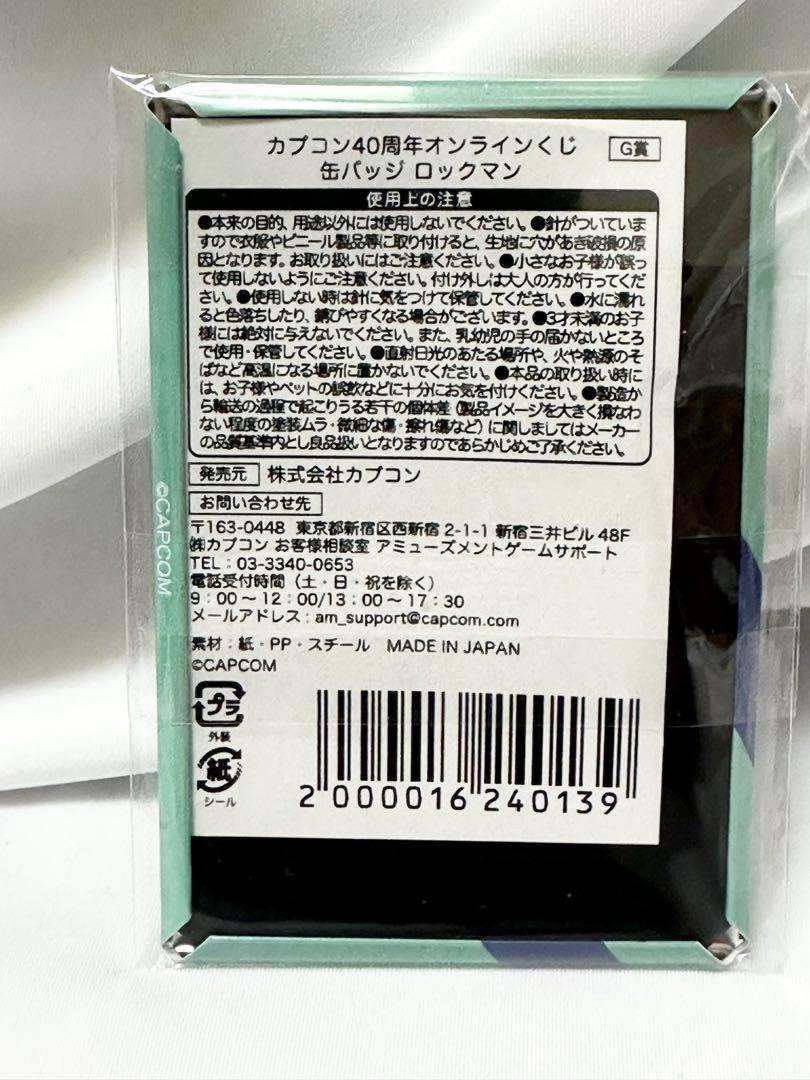 カプコン40周年オンラインくじ
缶バッジ ロックマン
G賞
使用上の注意
●本来の目的、用途以外には使用しないでください。●針がついていま
すので衣服やビニール製品等に取り付けると、生地に穴があき破損の原
因となります。お取り扱いにはご注意ください。●小さなお子様が誤っ
て使用しないようにご注意ください。付け外しは大人の方が行ってくだ
さい。●使用しない時は針に気をつけて保管してください。●水に濡れ
ると色落ちしたり、錆びやすくなる場合がございます。●3才未満のお子
様には絶対に与えないでください。また、乳幼児の手の届かないところ
で使用・保管してください。●直射日光のあたる場所や、火や熱源のそ
ばなど高温になる場所に置かないでください。●本品の取り扱い時に
は、お子様やペットの誤飲などに十分にお気を付けください。●製造か
ら輸送の過程で起こりうる若干の個体差（製品イメージを大きく損なわ
ない程度の塗装ムラ・微細な傷・擦れ傷など）に関しましてはメーカー
の品質基準内とし良品扱いとなりますのであらかじめご了承ください。
発売元 株式会社カプコン
お問い合わせ先
〒163-0448 東京都新宿区西新宿 2-1-1 新宿三井ビル 48F
㈱カプコン お客様相談室 アミューズメントゲームサポート
TEL：03-3340-0653
電話受付時間（土・日・祝を除く）
9：00～12：00/13：00～17：30
メールアドレス：am_support@capcom.com
素材：紙・PP・スチール MADE IN JAPAN
©CAPCOM
プラ
外装
紙
シール
2 000016 240139
©CAPCOM